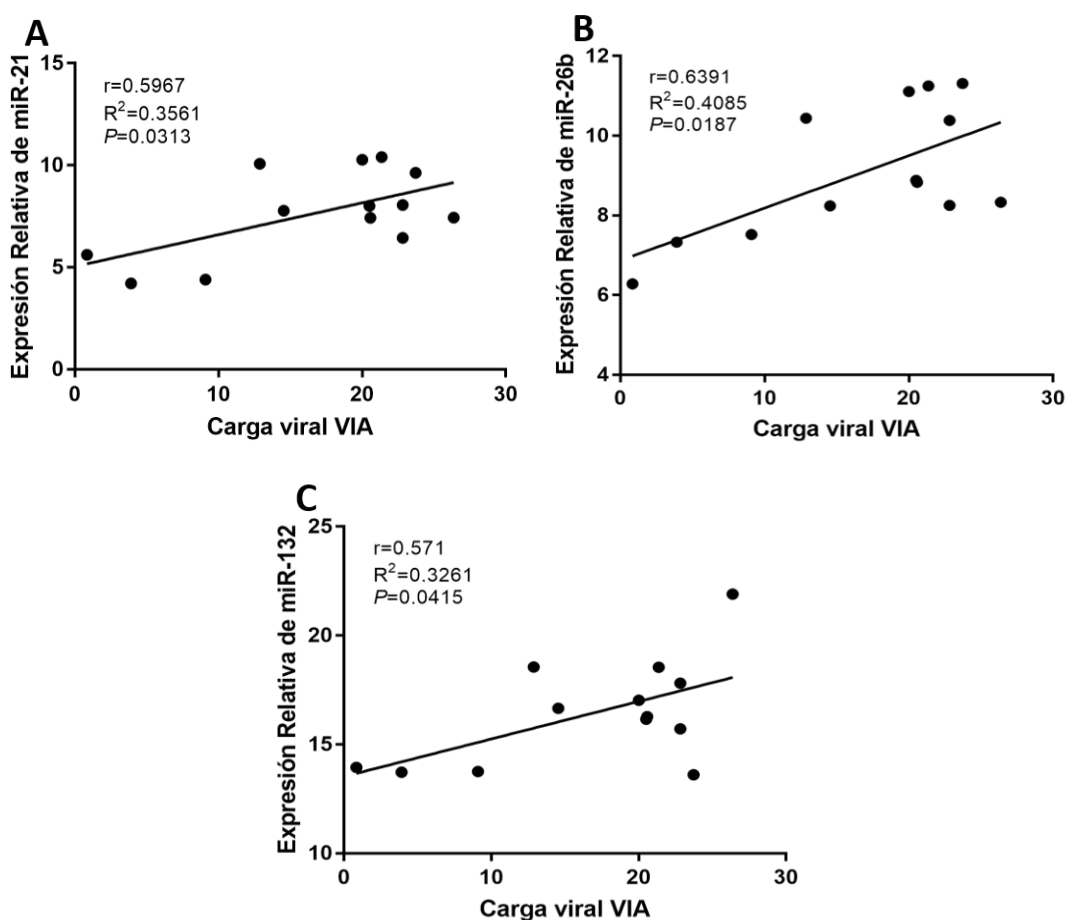 A
Expresión Relativa de miR-21
15
10
5
0
r=0.5967
R²=0.3561
P=0.0313
0 10 20 30
Carga viral VIA
B
Expresión Relativa de miR-26b
12
10
8
6
4
r=0.6391
R²=0.4085
P=0.0187
0 10 20 30
Carga viral VIA
C
Expresión Relativa de miR-132
25
20
15
10
r=0.571
R²=0.3261
P=0.0415
0 10 20 30
Carga viral VIA